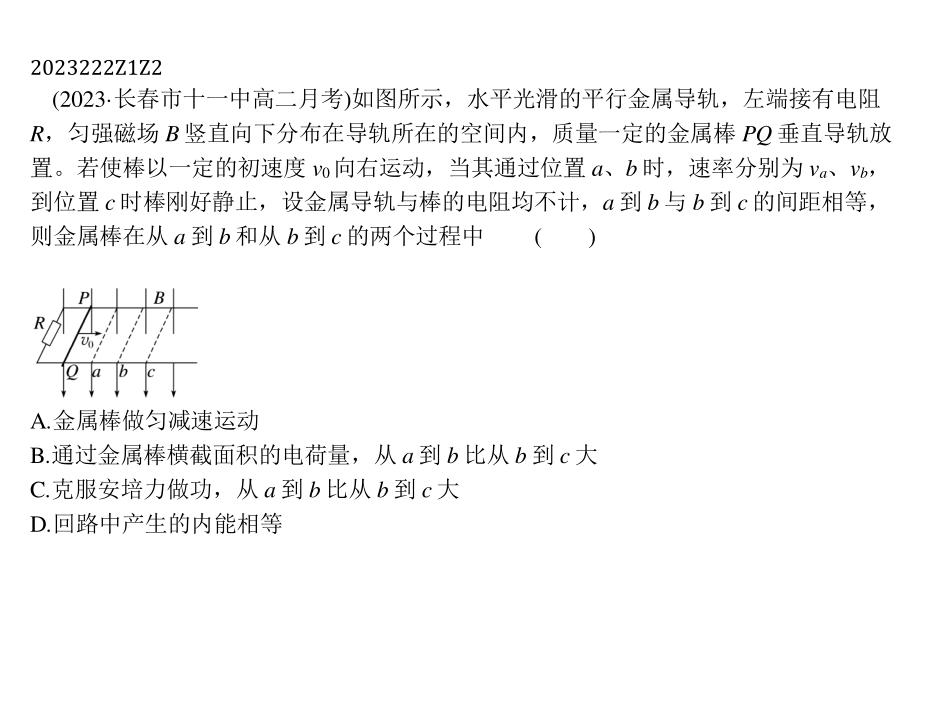 2023222Z1Z2
(2023·长春市十一中高二月考)如图所示，水平光滑的平行金属导轨，左端接有电阻
R，匀强磁场 B 竖直向下分布在导轨所在的空间内，质量一定的金属棒 PQ 垂直导轨放
置。若使棒以一定的初速度 v₀ 向右运动，当其通过位置 a、b 时，速率分别为 vₐ、v_b，
到位置 c 时棒刚好静止，设金属导轨与棒的电阻均不计，a 到 b 与 b 到 c 的间距相等，
则金属棒在从 a 到 b 和从 b 到 c 的两个过程中 (  )
P B
R
v₀
Q a b c
A.金属棒做匀减速运动
B.通过金属棒横截面积的电荷量，从 a 到 b 比从 b 到 c 大
C.克服安培力做功，从 a 到 b 比从 b 到 c 大
D.回路中产生的内能相等